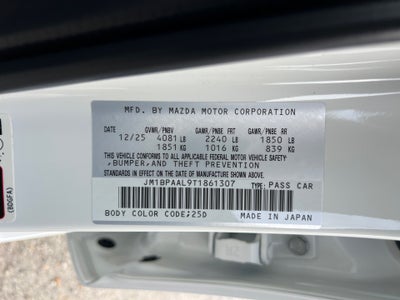 MFD. BY MAZDA MOTOR CORPORATION
DATE GVWR/PNBV GAWR/PNBE FRT GAWR/PNBE RR
12/25 4081 LB 2240 LB 1850 LB
1851 KG 1016 KG 839 KG
THIS VEHICLE CONFORMS TO ALL APPLICABLE FEDERAL MOTOR VEHICLE SAFETY,
BUMPER, AND THEFT PREVENTION
STANDARDS IN EFFECT ON THE DATE OF MANUFACTURE SHOWN ABOVE.
JM1BPAAL9T1861307 TYPE: PASS CAR
BODY COLOR CODE: 25D MADE IN JAPAN
(BDGFA)